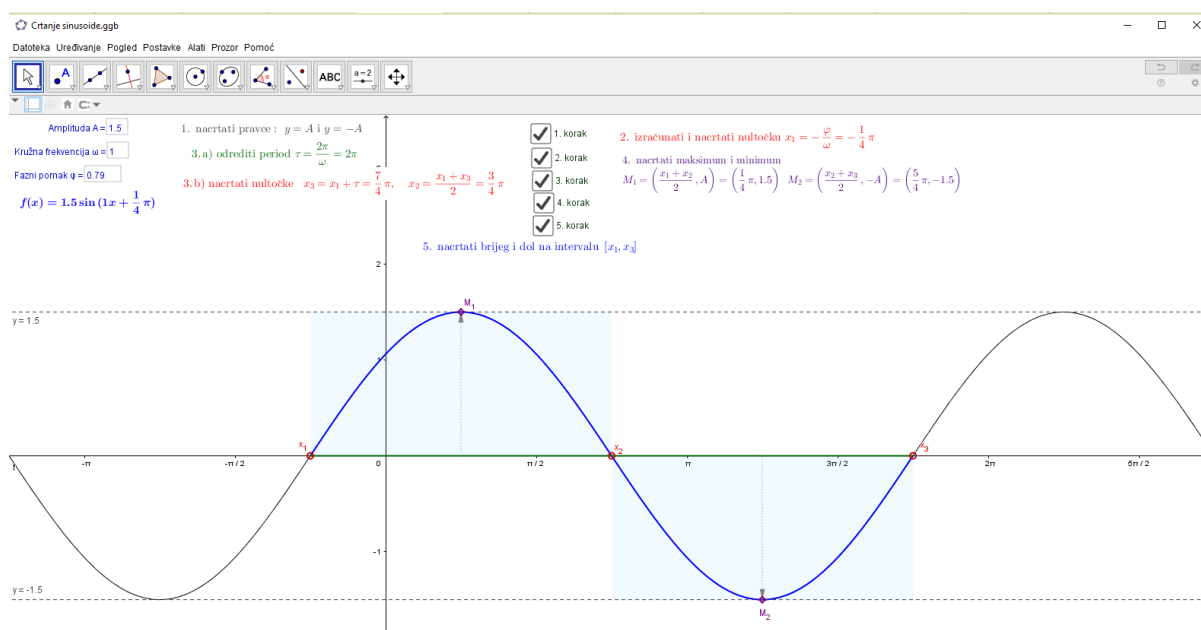 Crtanje sinusoide.ggb
Datoteka Uređivanje Pogled Postavke Alati Prozor Pomoć
A
ABC
a=2
Amplituda A = 1.5
Kružna frekvencija ω = 1
Fazni pomak φ = 0.79
f(x) = 1.5 sin (1x + 1/4 π)
1. nacrtati pravce : y = A i y = −A
3.a) odrediti period τ = 2π/ω = 2π
3.b) nacrtati nultočke x₃ = x₁ + τ = 7/4 π, x₂ = (x₁ + x₃)/2 = 3/4 π
1. korak
2. korak
3. korak
4. korak
5. korak
2. izračunati i nacrtati nultočku x₁ = −φ/ω = −1/4 π
4. nacrtati maksimum i minimum
M₁ = ((x₁ + x₂)/2, A) = (1/4 π, 1.5) M₂ = ((x₂ + x₃)/2, −A) = (5/4 π, −1.5)
5. nacrtati brijeg i dol na intervalu [x₁, x₃]
2
M₁
y = 1.5
1
x₁ x₂ x₃
f
-π -π / 2 0 π / 2 π 3π / 2 2π 5π / 2
-1
y = -1.5
M₂